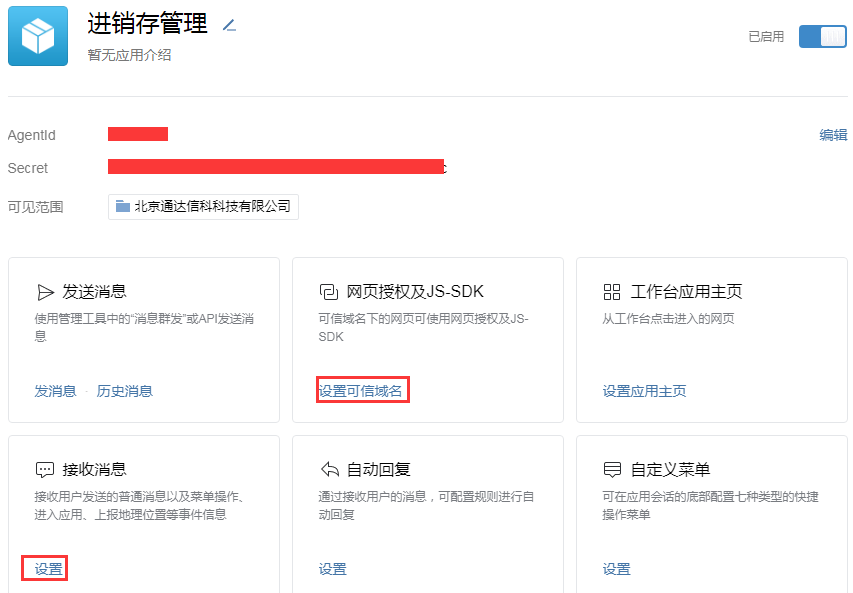 进销存管理
暂无应用介绍
已启用
AgentId
编辑
Secret
可见范围
北京通达信科科技有限公司
发送消息
使用管理工具中的“消息群发”或API发送消
息
发消息 · 历史消息
网页授权及JS-SDK
可信域名下的网页可使用网页授权及JS-
SDK
设置可信域名
工作台应用主页
从工作台点击进入的网页
设置应用主页
接收消息
接收用户发送的普通消息以及菜单操作、
进入应用、上报地理位置等事件信息
设置
自动回复
通过接收用户的消息，可配置规则进行自
动回复
设置
自定义菜单
可在应用会话的底部配置七种类型的快捷
操作菜单
设置